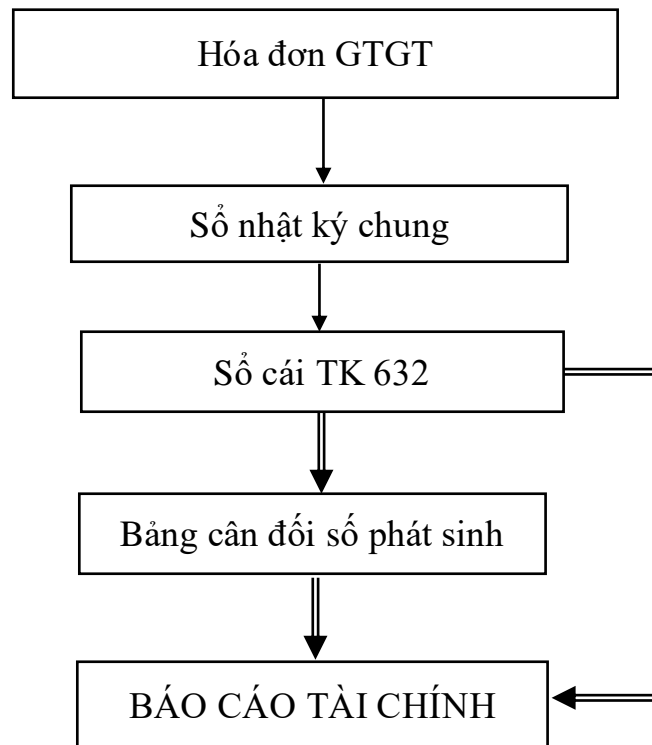 Hóa đơn GTGT
Sổ nhật ký chung
Sổ cái TK 632
Bảng cân đối số phát sinh
BÁO CÁO TÀI CHÍNH